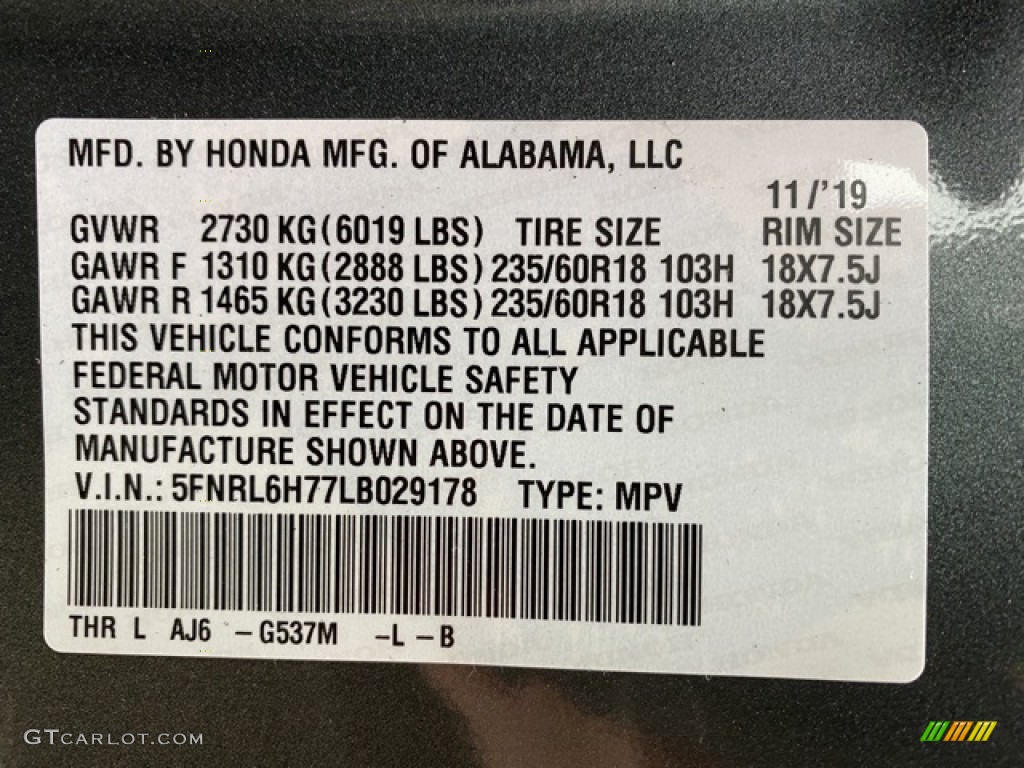 MFD. BY HONDA MFG. OF ALABAMA, LLC
11/'19
GVWR 2730 KG(6019 LBS) TIRE SIZE RIM SIZE
GAWR F 1310 KG(2888 LBS) 235/60R18 103H 18X7.5J
GAWR R 1465 KG(3230 LBS) 235/60R18 103H 18X7.5J
THIS VEHICLE CONFORMS TO ALL APPLICABLE
FEDERAL MOTOR VEHICLE SAFETY
STANDARDS IN EFFECT ON THE DATE OF
MANUFACTURE SHOWN ABOVE.
V.I.N.: 5FNRL6H77LB029178 TYPE: MPV
THR L AJ6 -G537M -L -B
GTCARLOT.COM